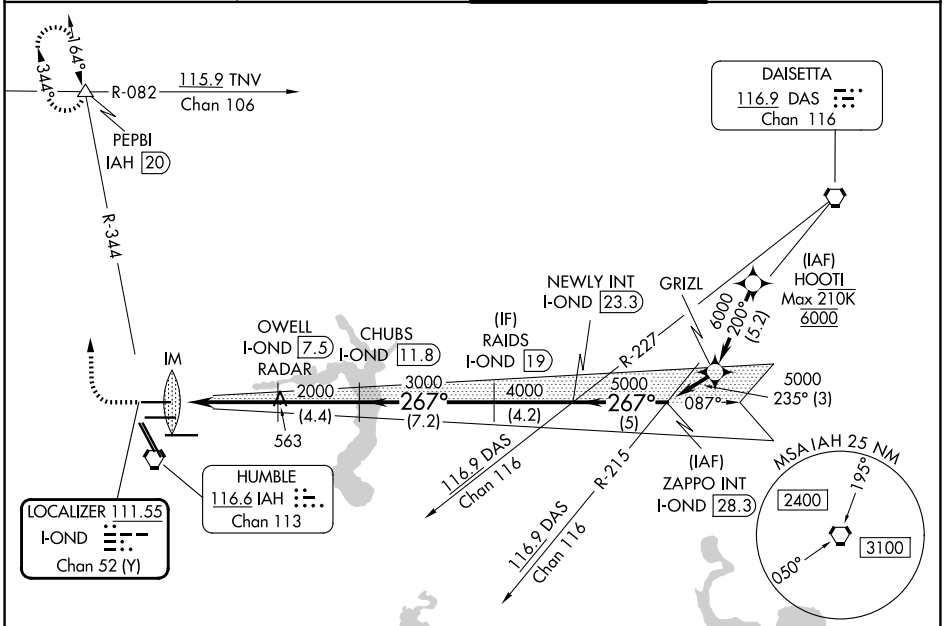 164°
344°
R-082
115.9 TNV
Chan 106
PEPBI
IAH 20
R-344
DAISETTA
116.9 DAS
Chan 116
(IAF)
HOOTI
Max 210K
6000
GRIZL
6000
200°
(5.2)
NEWLY INT
I-OND 23.3
(IF)
RAIDS
I-OND 19
CHUBS
I-OND 11.8
OWELL
I-OND 7.5
RADAR
IM
R-227
2000
3000
4000
5000
5000
235° (3)
267°
267°
087°
(4.4)
(7.2)
(4.2)
(5)
563
116.9 DAS
Chan 116
R-215
116.9 DAS
Chan 116
(IAF)
ZAPPO INT
I-OND 28.3
HUMBLE
116.6 IAH
Chan 113
LOCALIZER 111.55
I-OND
Chan 52 (Y)
MSA IAH 25 NM
195°
2400
3100
050°